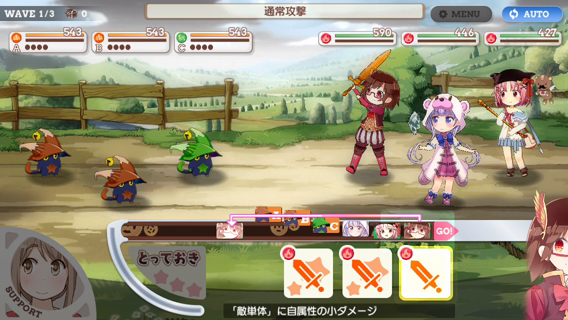 WAVE 1/3
0
通常攻撃
MENU
AUTO
543
543
543
590
446
427
A
B
C
B
C
GO!
とっておき
SUPPORT
「敵単体」に自属性の小ダメージ